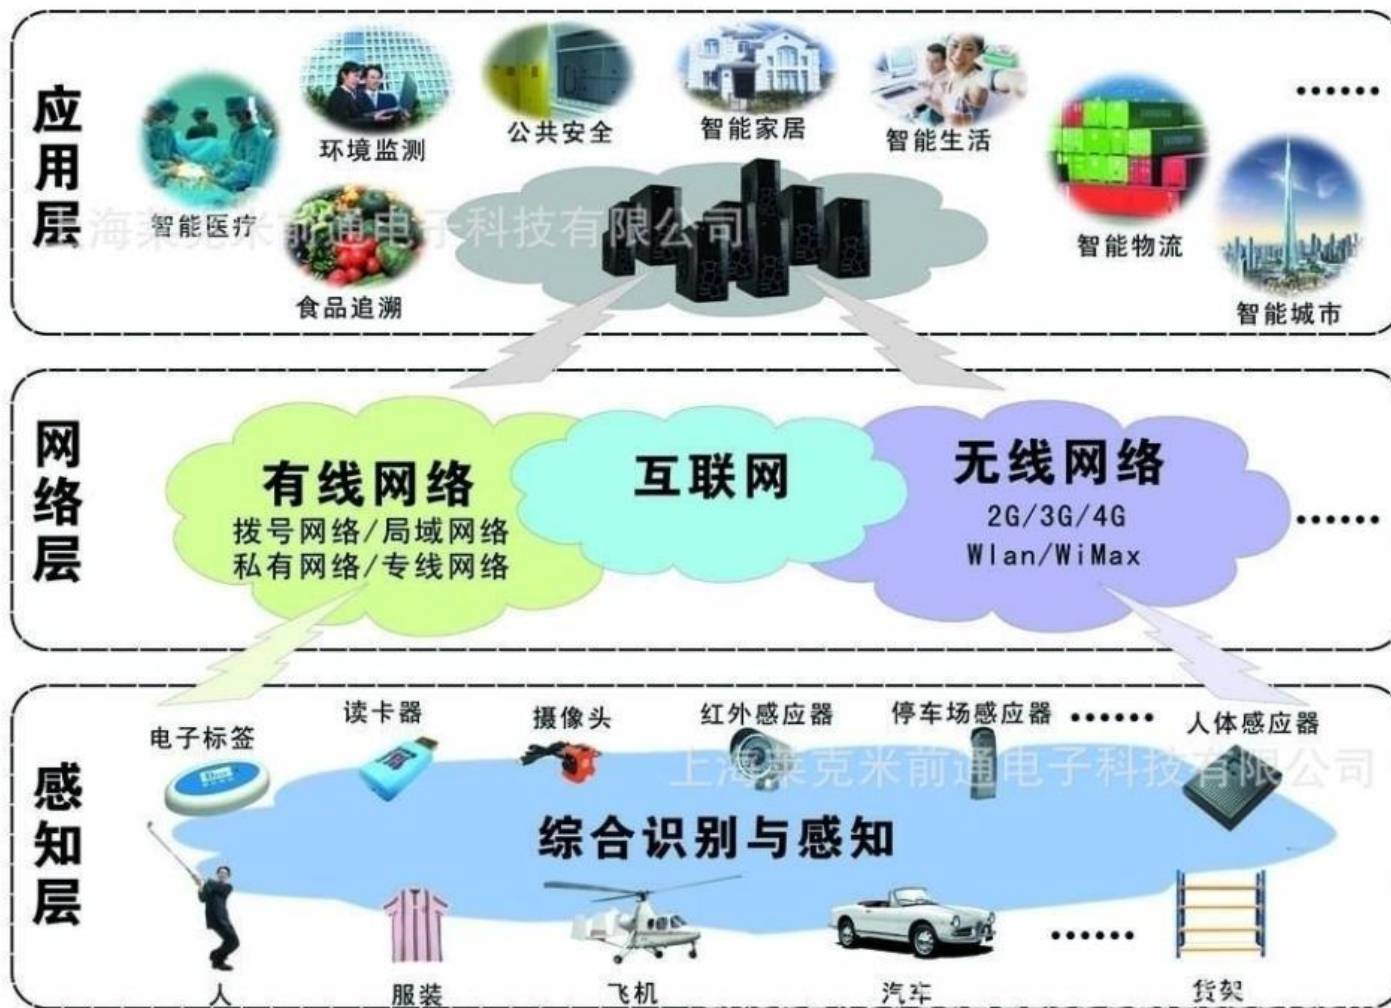 应用层
环境监测
公共安全
智能家居
智能生活
......
智能医疗
食品追溯
智能物流
智能城市
上海莱克米前通电子科技有限公司
网络层
有线网络
拨号网络/局域网络
私有网络/专线网络
互联网
无线网络
2G/3G/4G
Wlan/WiMax
......
感知层
电子标签
读卡器
摄像头
红外感应器
停车场感应器
......
人体感应器
上海莱克米前通电子科技有限公司
综合识别与感知
人
服装
飞机
汽车
......
货架